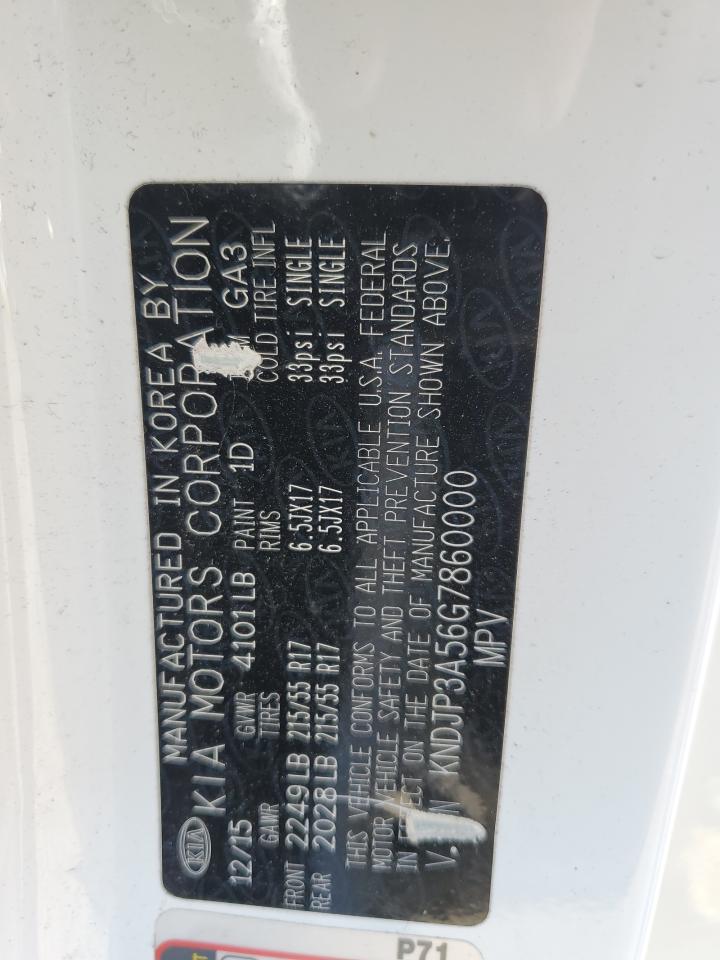 MANUFACTURED IN KOREA BY
KIA KIA MOTORS CORPORATION
12/15 GVWR 4101LB PAINT 1D GA3
GAWR TIRES RIMS COLD TIRE INFL
FRONT 2249LB 215/55 R17 6.5JX17 33psi SINGLE
REAR 2028LB 215/55 R17 6.5JX17 33psi SINGLE
THIS VEHICLE CONFORMS TO ALL APPLICABLE U.S.A. FEDERAL
MOTOR VEHICLE SAFETY AND THEFT PREVENTION STANDARDS
IN EFFECT ON THE DATE OF MANUFACTURE SHOWN ABOVE.
V. N KNDJP3A56G7860000
MPV
P71